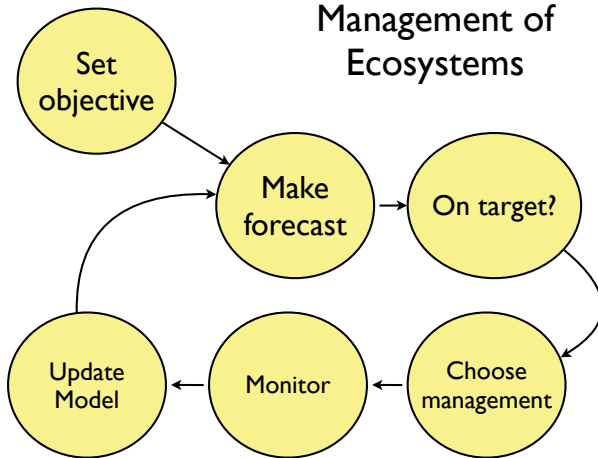 Management of
Ecosystems
Set
objective
Make
forecast
On target?
Choose
management
Monitor
Update
Model